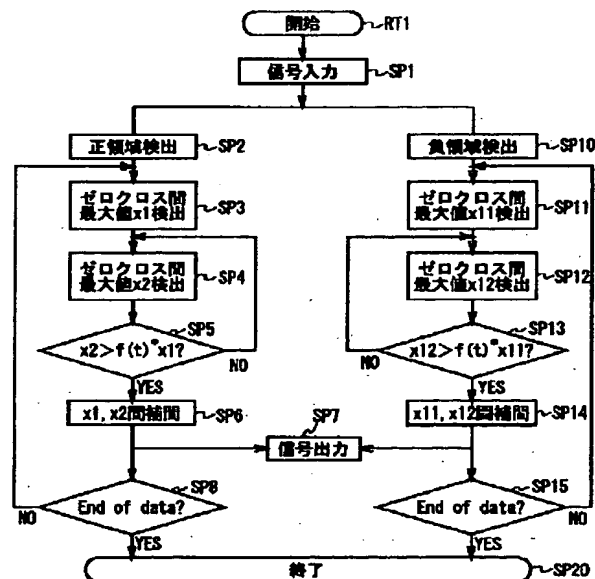 開始
RT1
信号入力
SP1
正領域検出
SP2
負領域検出
SP10
ゼロクロス間
最大値x1検出
SP3
ゼロクロス間
最大値x11検出
SP11
ゼロクロス間
最大値x2検出
SP4
ゼロクロス間
最大値x12検出
SP12
SP5
x2>f(t)*x1?
NO
YES
SP13
x12>f(t)*x11?
NO
YES
x1,x2間補間
SP6
SP7
信号出力
x11,x12間補間
SP14
SP8
End of data?
NO
YES
SP15
End of data?
NO
YES
終了
SP20